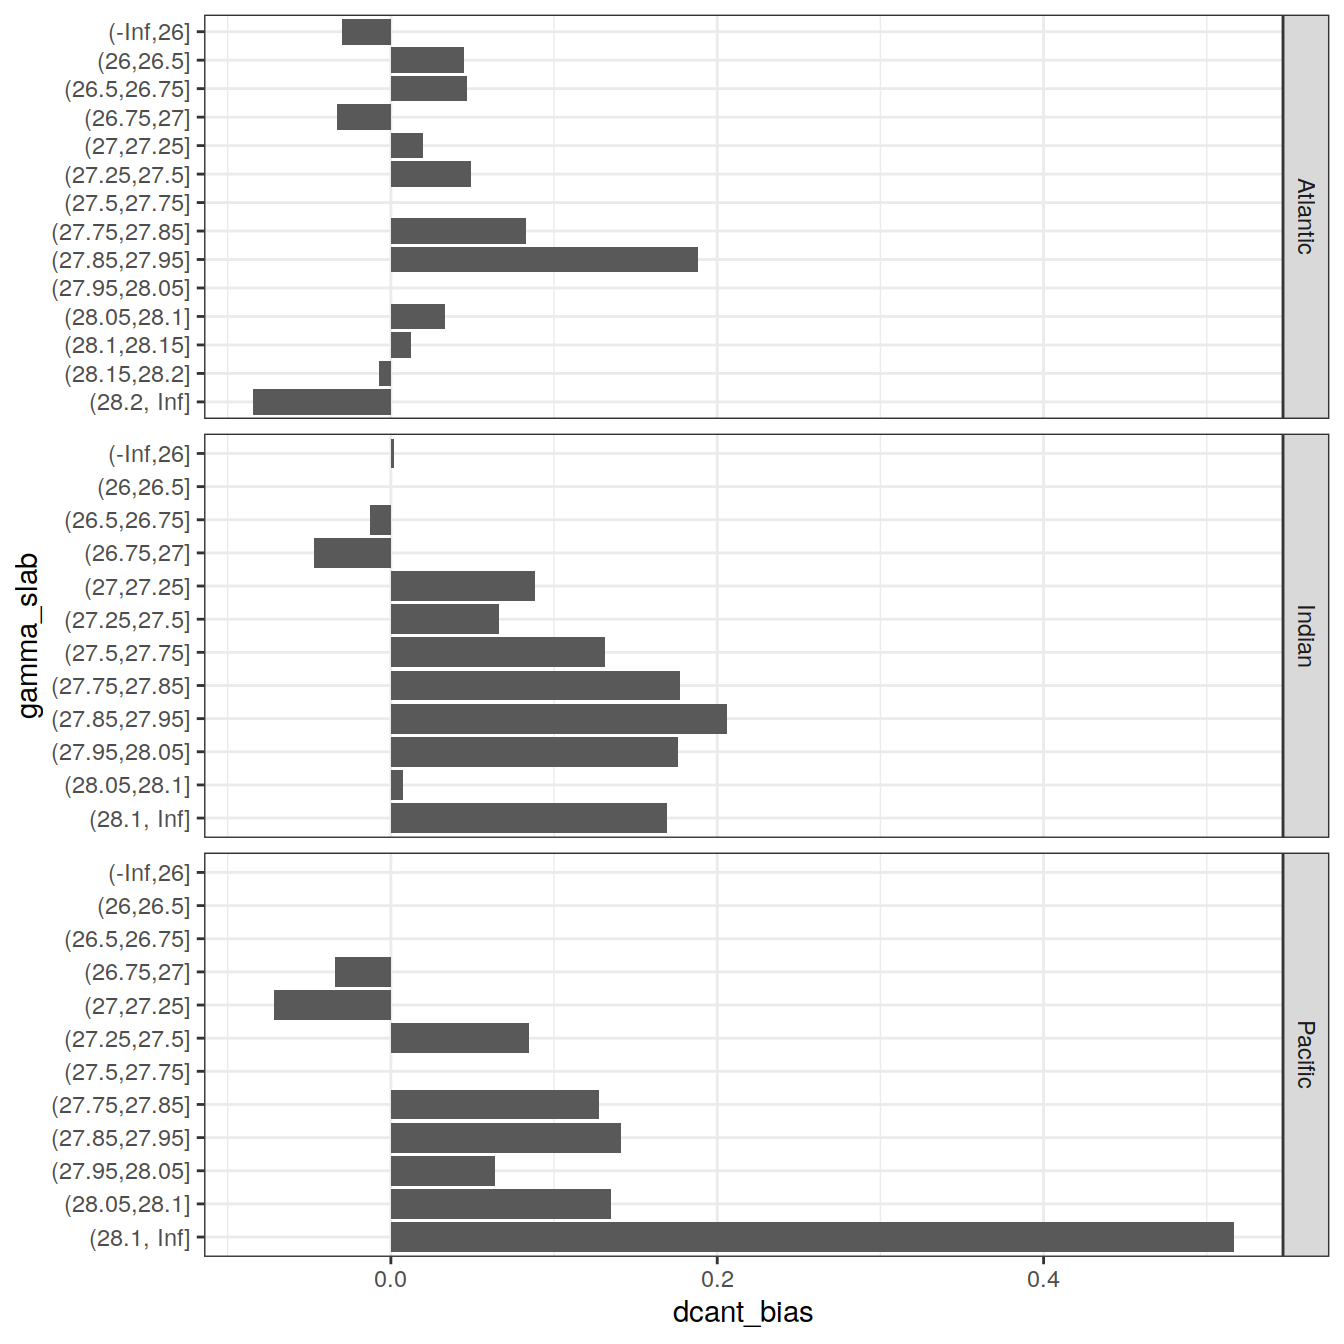 (-Inf,26]
(26,26.5]
(26.5,26.75]
(26.75,27]
(27,27.25]
(27.25,27.5]
(27.5,27.75]
(27.75,27.85]
(27.85,27.95]
(27.95,28.05]
(28.05,28.1]
(28.1,28.15]
(28.15,28.2]
(28.2, Inf]
Atlantic
(-Inf,26]
(26,26.5]
(26.5,26.75]
(26.75,27]
(27,27.25]
(27.25,27.5]
(27.5,27.75]
(27.75,27.85]
(27.85,27.95]
(27.95,28.05]
(28.05,28.1]
(28.1, Inf]
Indian
gamma_slab
(-Inf,26]
(26,26.5]
(26.5,26.75]
(26.75,27]
(27,27.25]
(27.25,27.5]
(27.5,27.75]
(27.75,27.85]
(27.85,27.95]
(27.95,28.05]
(28.05,28.1]
(28.1, Inf]
Pacific
0.0 0.2 0.4
dcant_bias